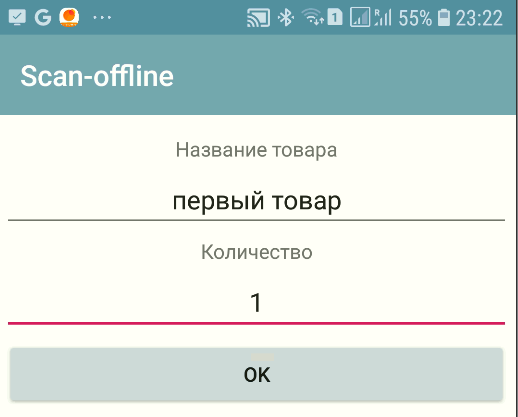 55% 23:22
Scan-offline
Название товара
первый товар
Количество
1
OK